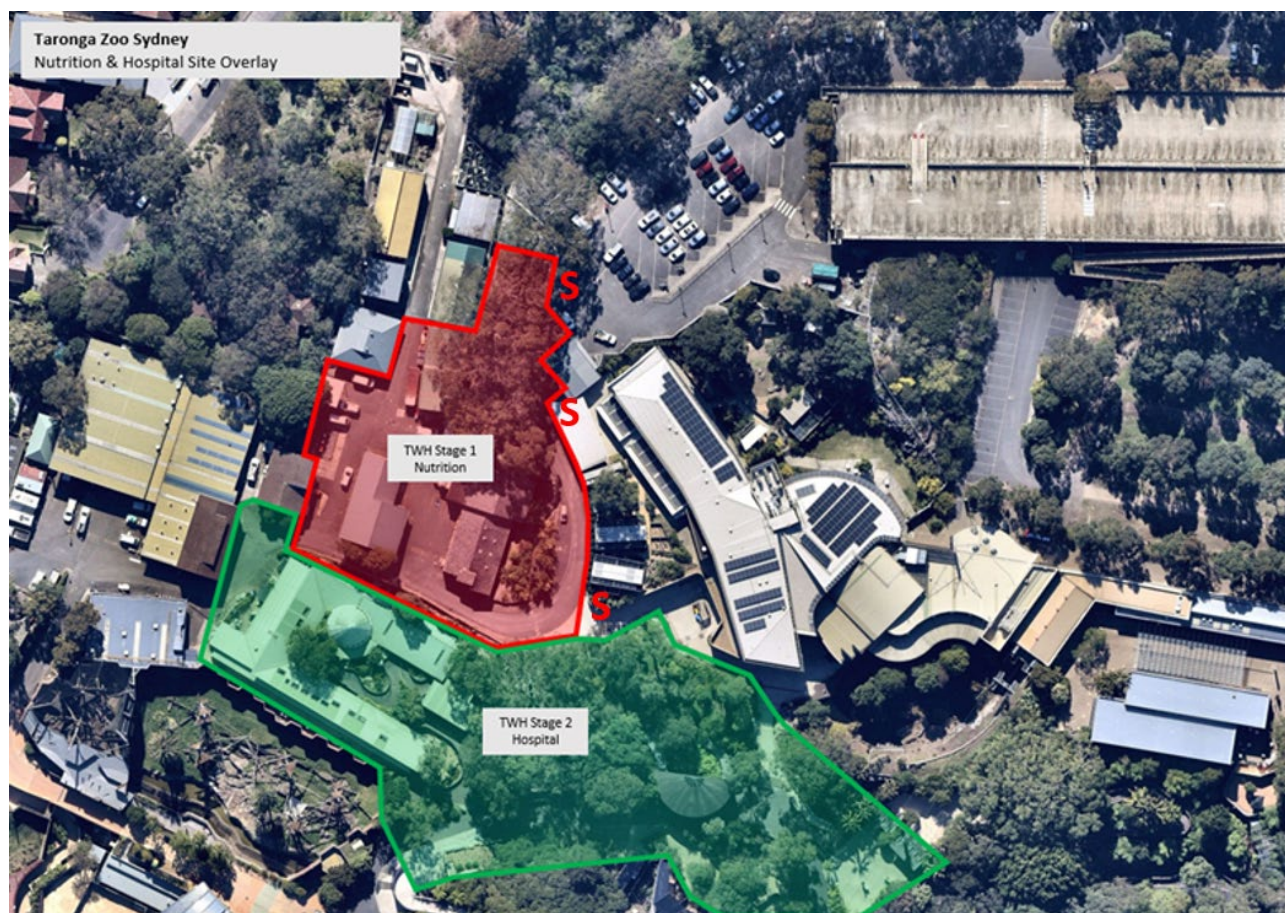 Taronga Zoo Sydney
Nutrition & Hospital Site Overlay
S
S
TWH Stage 1
Nutrition
S
TWH Stage 2
Hospital